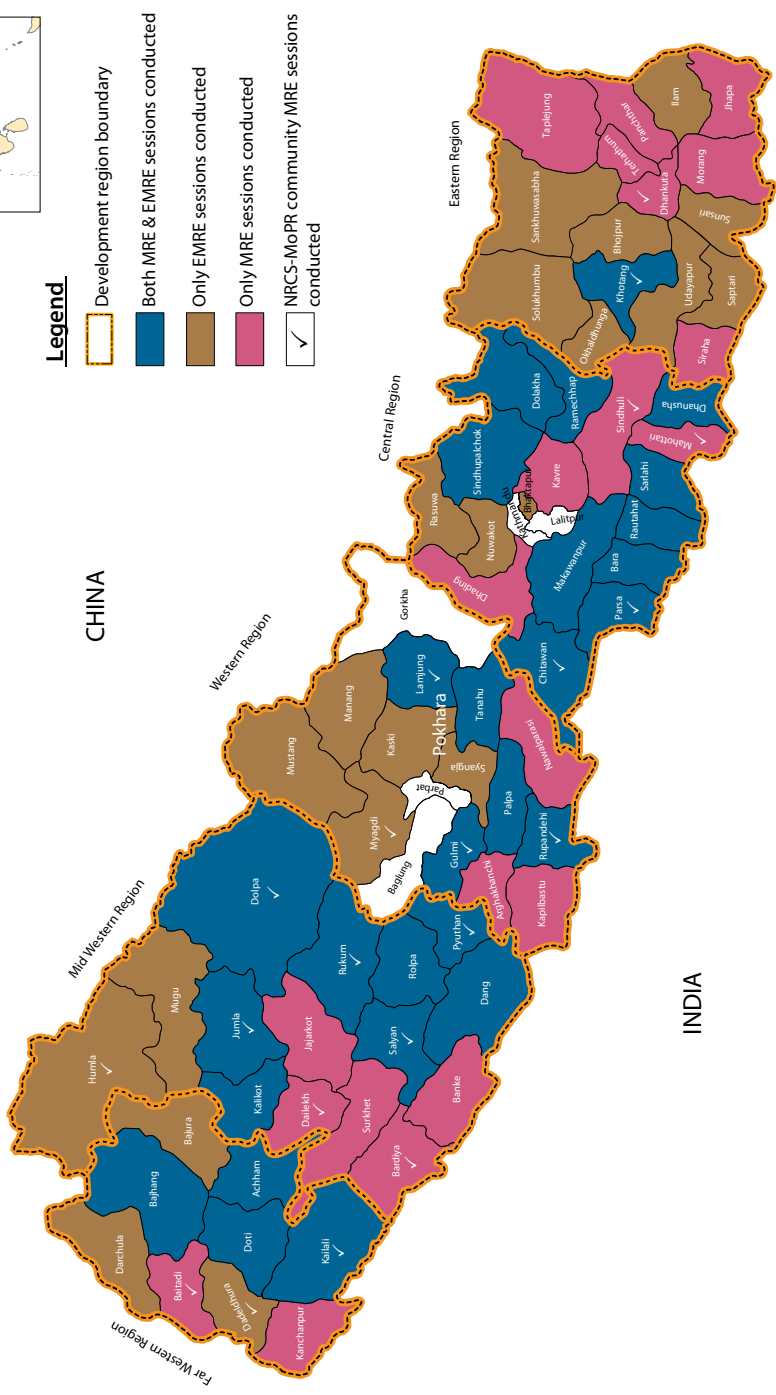 Legend
Development region boundary
Both MRE & EMRE sessions conducted
Only EMRE sessions conducted
Only MRE sessions conducted
NRCS-MoPR community MRE sessions
conducted
CHINA
INDIA
Far Western Region
Mid Western Region
Western Region
Central Region
Eastern Region
Darchula
Baitadi
Dadeldhura
Kanchanpur
Bajhang
Bajura
Doti
Achham
Kailali
Humla
Mugu
Jumla
Kalikot
Dolpa
Jajarkot
Dailekh
Surkhet
Bardiya
Banke
Rukum
Rolpa
Salyan
Pyuthan
Dang
Mustang
Manang
Myagdi
Kaski
Pokhara
Lamjung
Gorkha
Tanahu
Syangja
Parbat
Baglung
Gulmi
Palpa
Arghakhanchi
Kapilbastu
Rupandehi
Nawalparasi
Rasuwa
Nuwakot
Dhading
Sindhupalchok
Kathmandu
Bhaktapur
Lalitpur
Kavre
Dolakha
Ramechhap
Sindhuli
Makawanpur
Chitawan
Parsa
Bara
Rautahat
Sarlahi
Mahottari
Dhanusha
Solukhumbu
Sankhuwasabha
Taplejung
Okhaldhunga
Khotang
Bhojpur
Terhathum
Panchthar
Ilam
Dhankuta
Udayapur
Siraha
Saptari
Sunsari
Morang
Jhapa